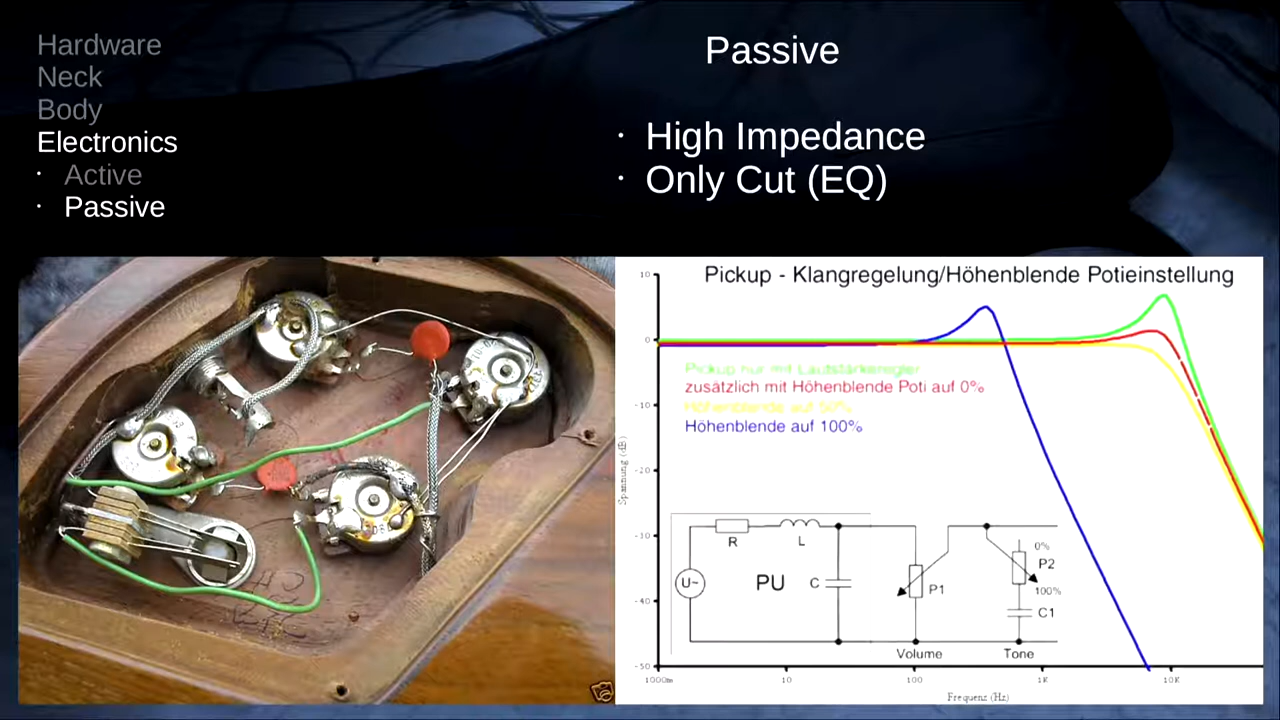 Hardware
Neck
Body
Electronics
· Active
· Passive
Passive
· High Impedance
· Only Cut (EQ)
Pickup - Klangregelung/Höhenblende Potieinstellung
10
0
-10
-20
-10
-40
-50
Spannung (dB)
Pickup nur mit Lautstärkeregler
zusätzlich mit Höhenblende Poti auf 0%
Höhenblende auf 50%
Höhenblende auf 100%
R
L
U~
PU
C
P1
0%
P2
100%
C1
Volume
Tone
1000m
10
100
1K
10K
Frequenz (Hz)